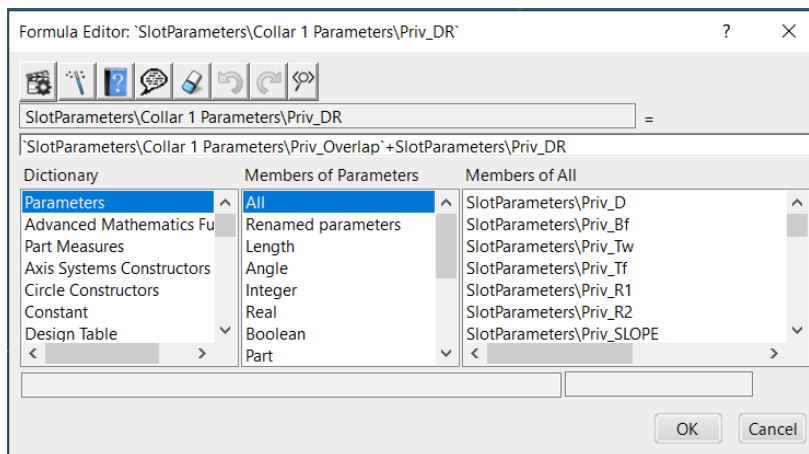 Formula Editor: `SlotParameters\Collar 1 Parameters\Priv_DR`
?
SlotParameters\Collar 1 Parameters\Priv_DR
=
`SlotParameters\Collar 1 Parameters\Priv_Overlap`+SlotParameters\Priv_DR
Dictionary
Parameters
Advanced Mathematics Fu
Part Measures
Axis Systems Constructors
Circle Constructors
Constant
Design Table
Members of Parameters
All
Renamed parameters
Length
Angle
Integer
Real
Boolean
Part
Members of All
SlotParameters\Priv_D
SlotParameters\Priv_Bf
SlotParameters\Priv_Tw
SlotParameters\Priv_Tf
SlotParameters\Priv_R1
SlotParameters\Priv_R2
SlotParameters\Priv_SLOPE
OK
Cancel